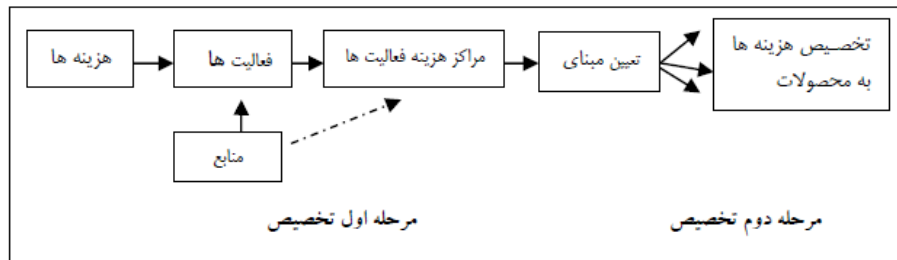 هزینه ها
فعالیت ها
مراکز هزینه فعالیت ها
تعیین مبنای
تخصـیص هزینه ها
به محصولات
منابع
مرحله اول تخصیص
مرحله دوم تخصیص